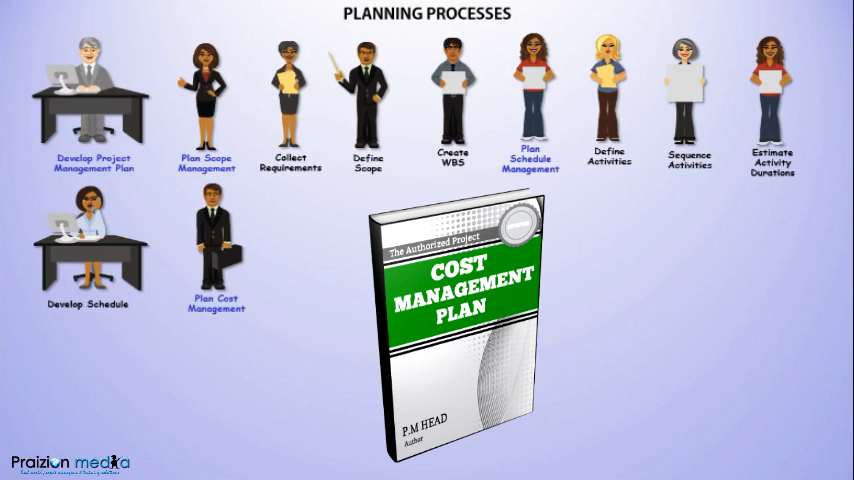 PLANNING PROCESSES
Develop Project
Management Plan
Plan Scope
Management
Collect
Requirements
Define
Scope
Create
WBS
Plan
Schedule
Management
Define
Activities
Sequence
Activities
Estimate
Activity
Durations
Develop Schedule
Plan Cost
Management
The Authorized Project
COST
MANAGEMENT
PLAN
P.M HEAD
Author
Praizion media